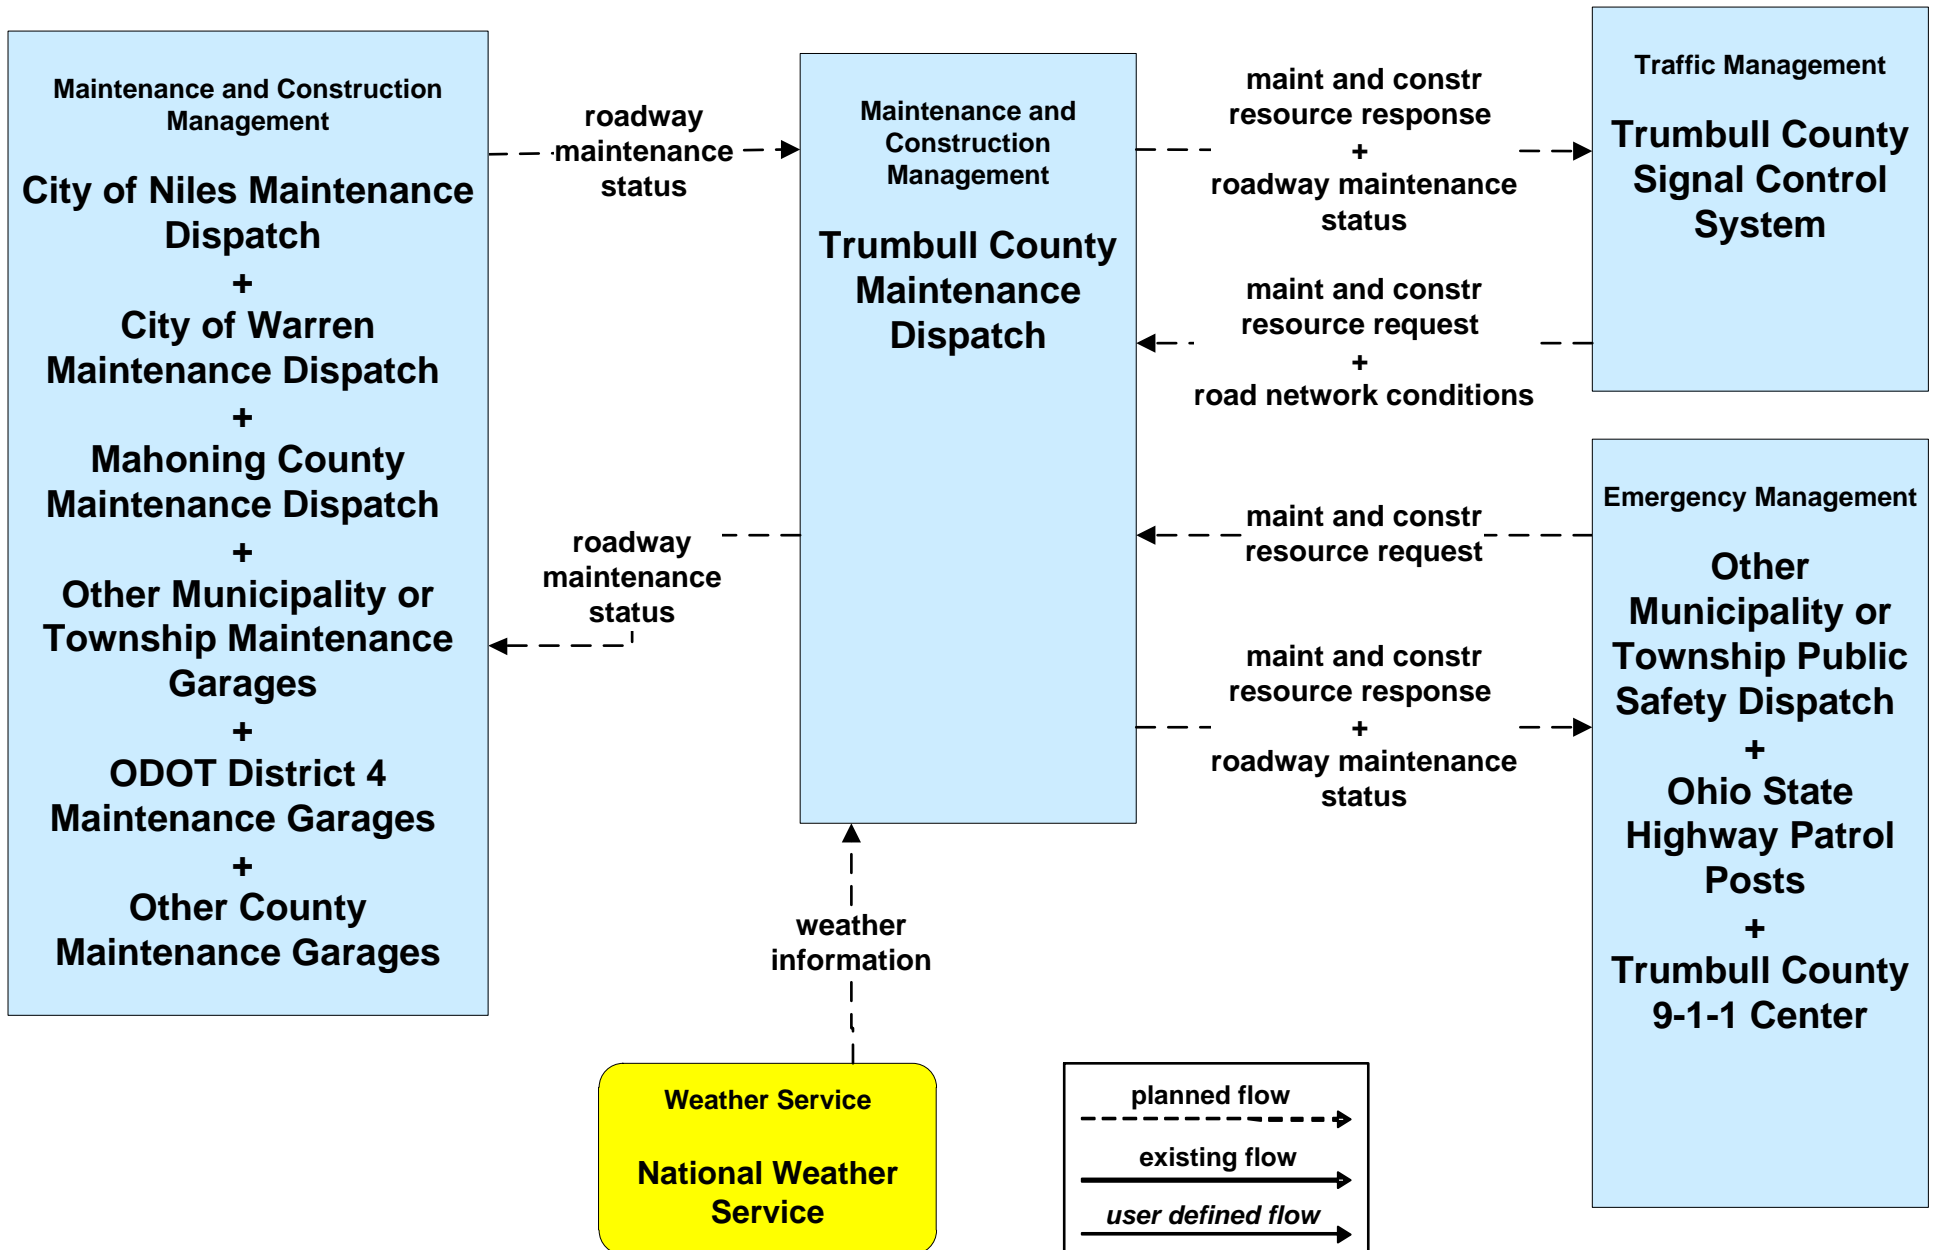 Maintenance and Construction
Management
City of Niles Maintenance
Dispatch
+
City of Warren
Maintenance Dispatch
+
Mahoning County
Maintenance Dispatch
+
Other Municipality or
Township Maintenance
Garages
+
ODOT District 4
Maintenance Garages
+
Other County
Maintenance Garages
roadway
maintenance
status
roadway
maintenance
status
Maintenance and
Construction
Management
Trumbull County
Maintenance
Dispatch
weather
information
Weather Service
National Weather
Service
maint and constr
resource response
+
roadway maintenance
status
maint and constr
resource request
+
road network conditions
maint and constr
resource request
maint and constr
resource response
+
roadway maintenance
status
Traffic Management
Trumbull County
Signal Control
System
Emergency Management
Other
Municipality or
Township Public
Safety Dispatch
+
Ohio State
Highway Patrol
Posts
+
Trumbull County
9-1-1 Center
planned flow
existing flow
user defined flow